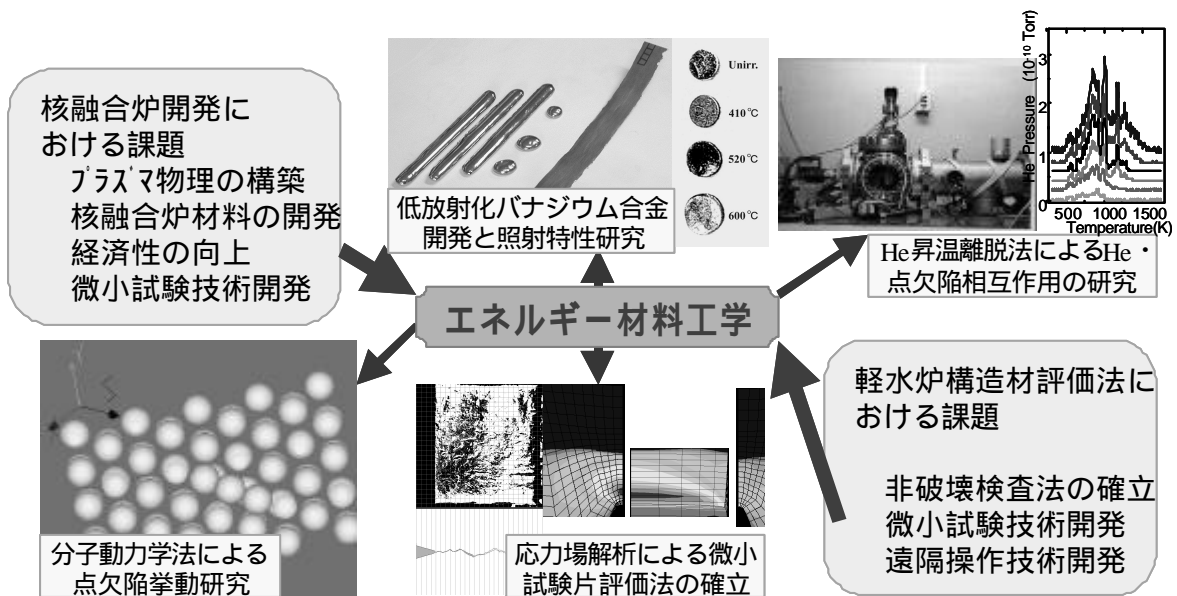 核融合炉開発に
おける課題
プラズマ物理の構築
核融合炉材料の開発
経済性の向上
微小試験技術開発
Unirr.
410℃
520℃
600℃
低放射化バナジウム合金
開発と照射特性研究
He Pressure (10⁻¹⁰ Torr)
3
2
1
0
500 1000 1500
Temperature(K)
He昇温離脱法によるHe・
点欠陥相互作用の研究
エネルギー材料工学
分子動力学法による
点欠陥挙動研究
応力場解析による微小
試験片評価法の確立
軽水炉構造材評価法に
おける課題
非破壊検査法の確立
微小試験技術開発
遠隔操作技術開発